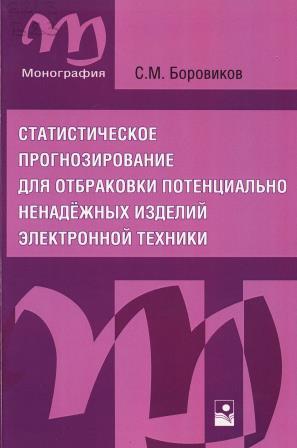 Монография
С.М. Боровиков
СТАТИСТИЧЕСКОЕ
ПРОГНОЗИРОВАНИЕ
ДЛЯ ОТБРАКОВКИ ПОТЕНЦИАЛЬНО
НЕНАДЁЖНЫХ ИЗДЕЛИЙ
ЭЛЕКТРОННОЙ ТЕХНИКИ